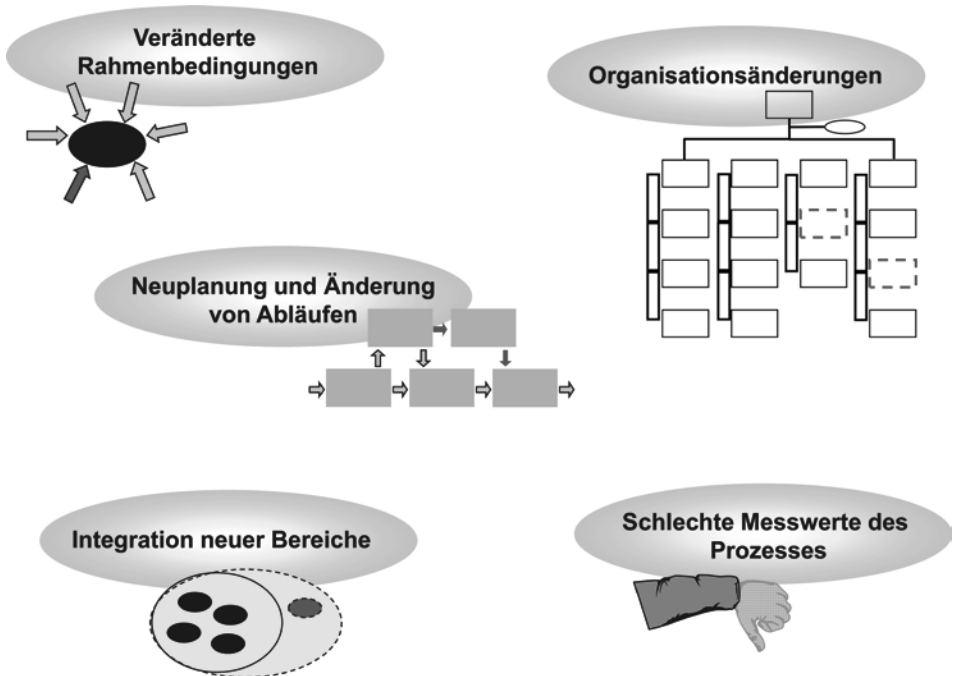 Veränderte
Rahmenbedingungen
Organisationsänderungen
Neuplanung und Änderung
von Abläufen
Integration neuer Bereiche
Schlechte Messwerte des
Prozesses